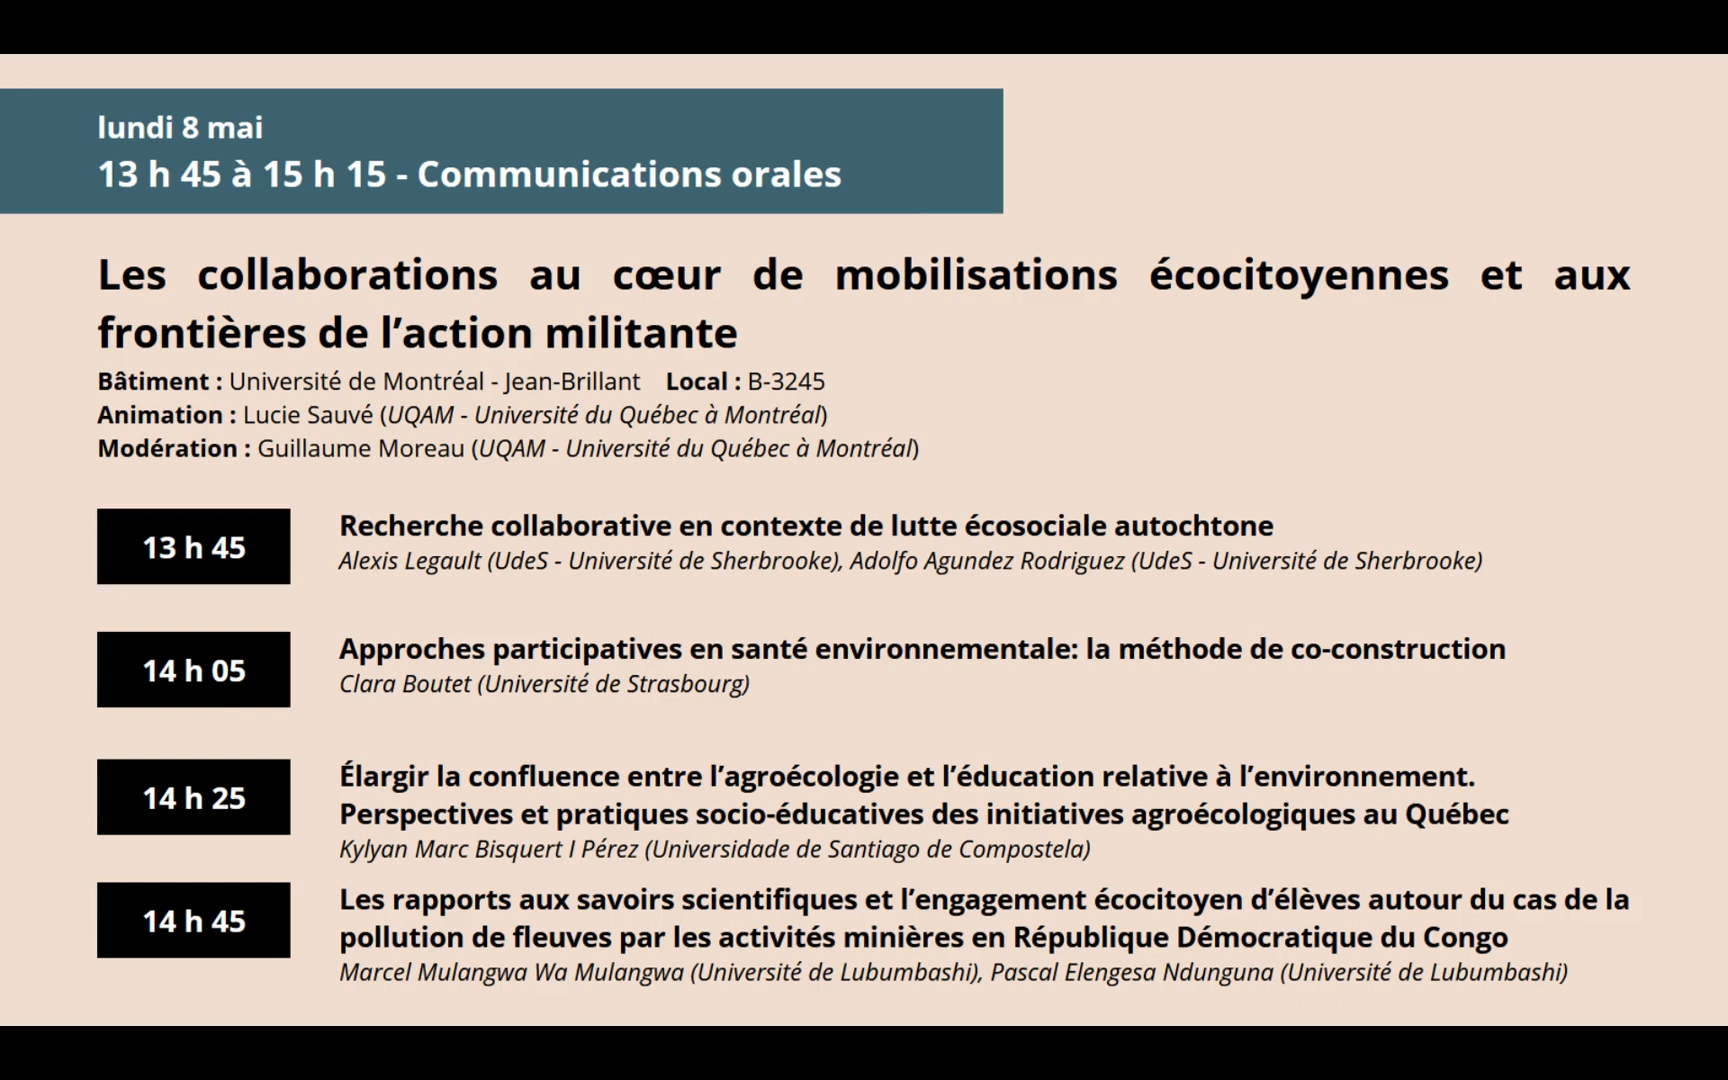 lundi 8 mai
13 h 45 à 15 h 15 - Communications orales
Les collaborations au cœur de mobilisations écocitoyennes et aux
frontières de l’action militante
Bâtiment : Université de Montréal - Jean-Brillant Local : B-3245
Animation : Lucie Sauvé (UQAM - Université du Québec à Montréal)
Modération : Guillaume Moreau (UQAM - Université du Québec à Montréal)
13 h 45
Recherche collaborative en contexte de lutte écosociale autochtone
Alexis Legault (UdeS - Université de Sherbrooke), Adolfo Agundez Rodriguez (UdeS - Université de Sherbrooke)
14 h 05
Approches participatives en santé environnementale: la méthode de co-construction
Clara Boutet (Université de Strasbourg)
14 h 25
Élargir la confluence entre l’agroécologie et l’éducation relative à l’environnement.
Perspectives et pratiques socio-éducatives des initiatives agroécologiques au Québec
Kylyan Marc Bisquert I Pérez (Universidade de Santiago de Compostela)
14 h 45
Les rapports aux savoirs scientifiques et l’engagement écocitoyen d’élèves autour du cas de la
pollution de fleuves par les activités minières en République Démocratique du Congo
Marcel Mulangwa Wa Mulangwa (Université de Lubumbashi), Pascal Elengesa Ndunguna (Université de Lubumbashi)